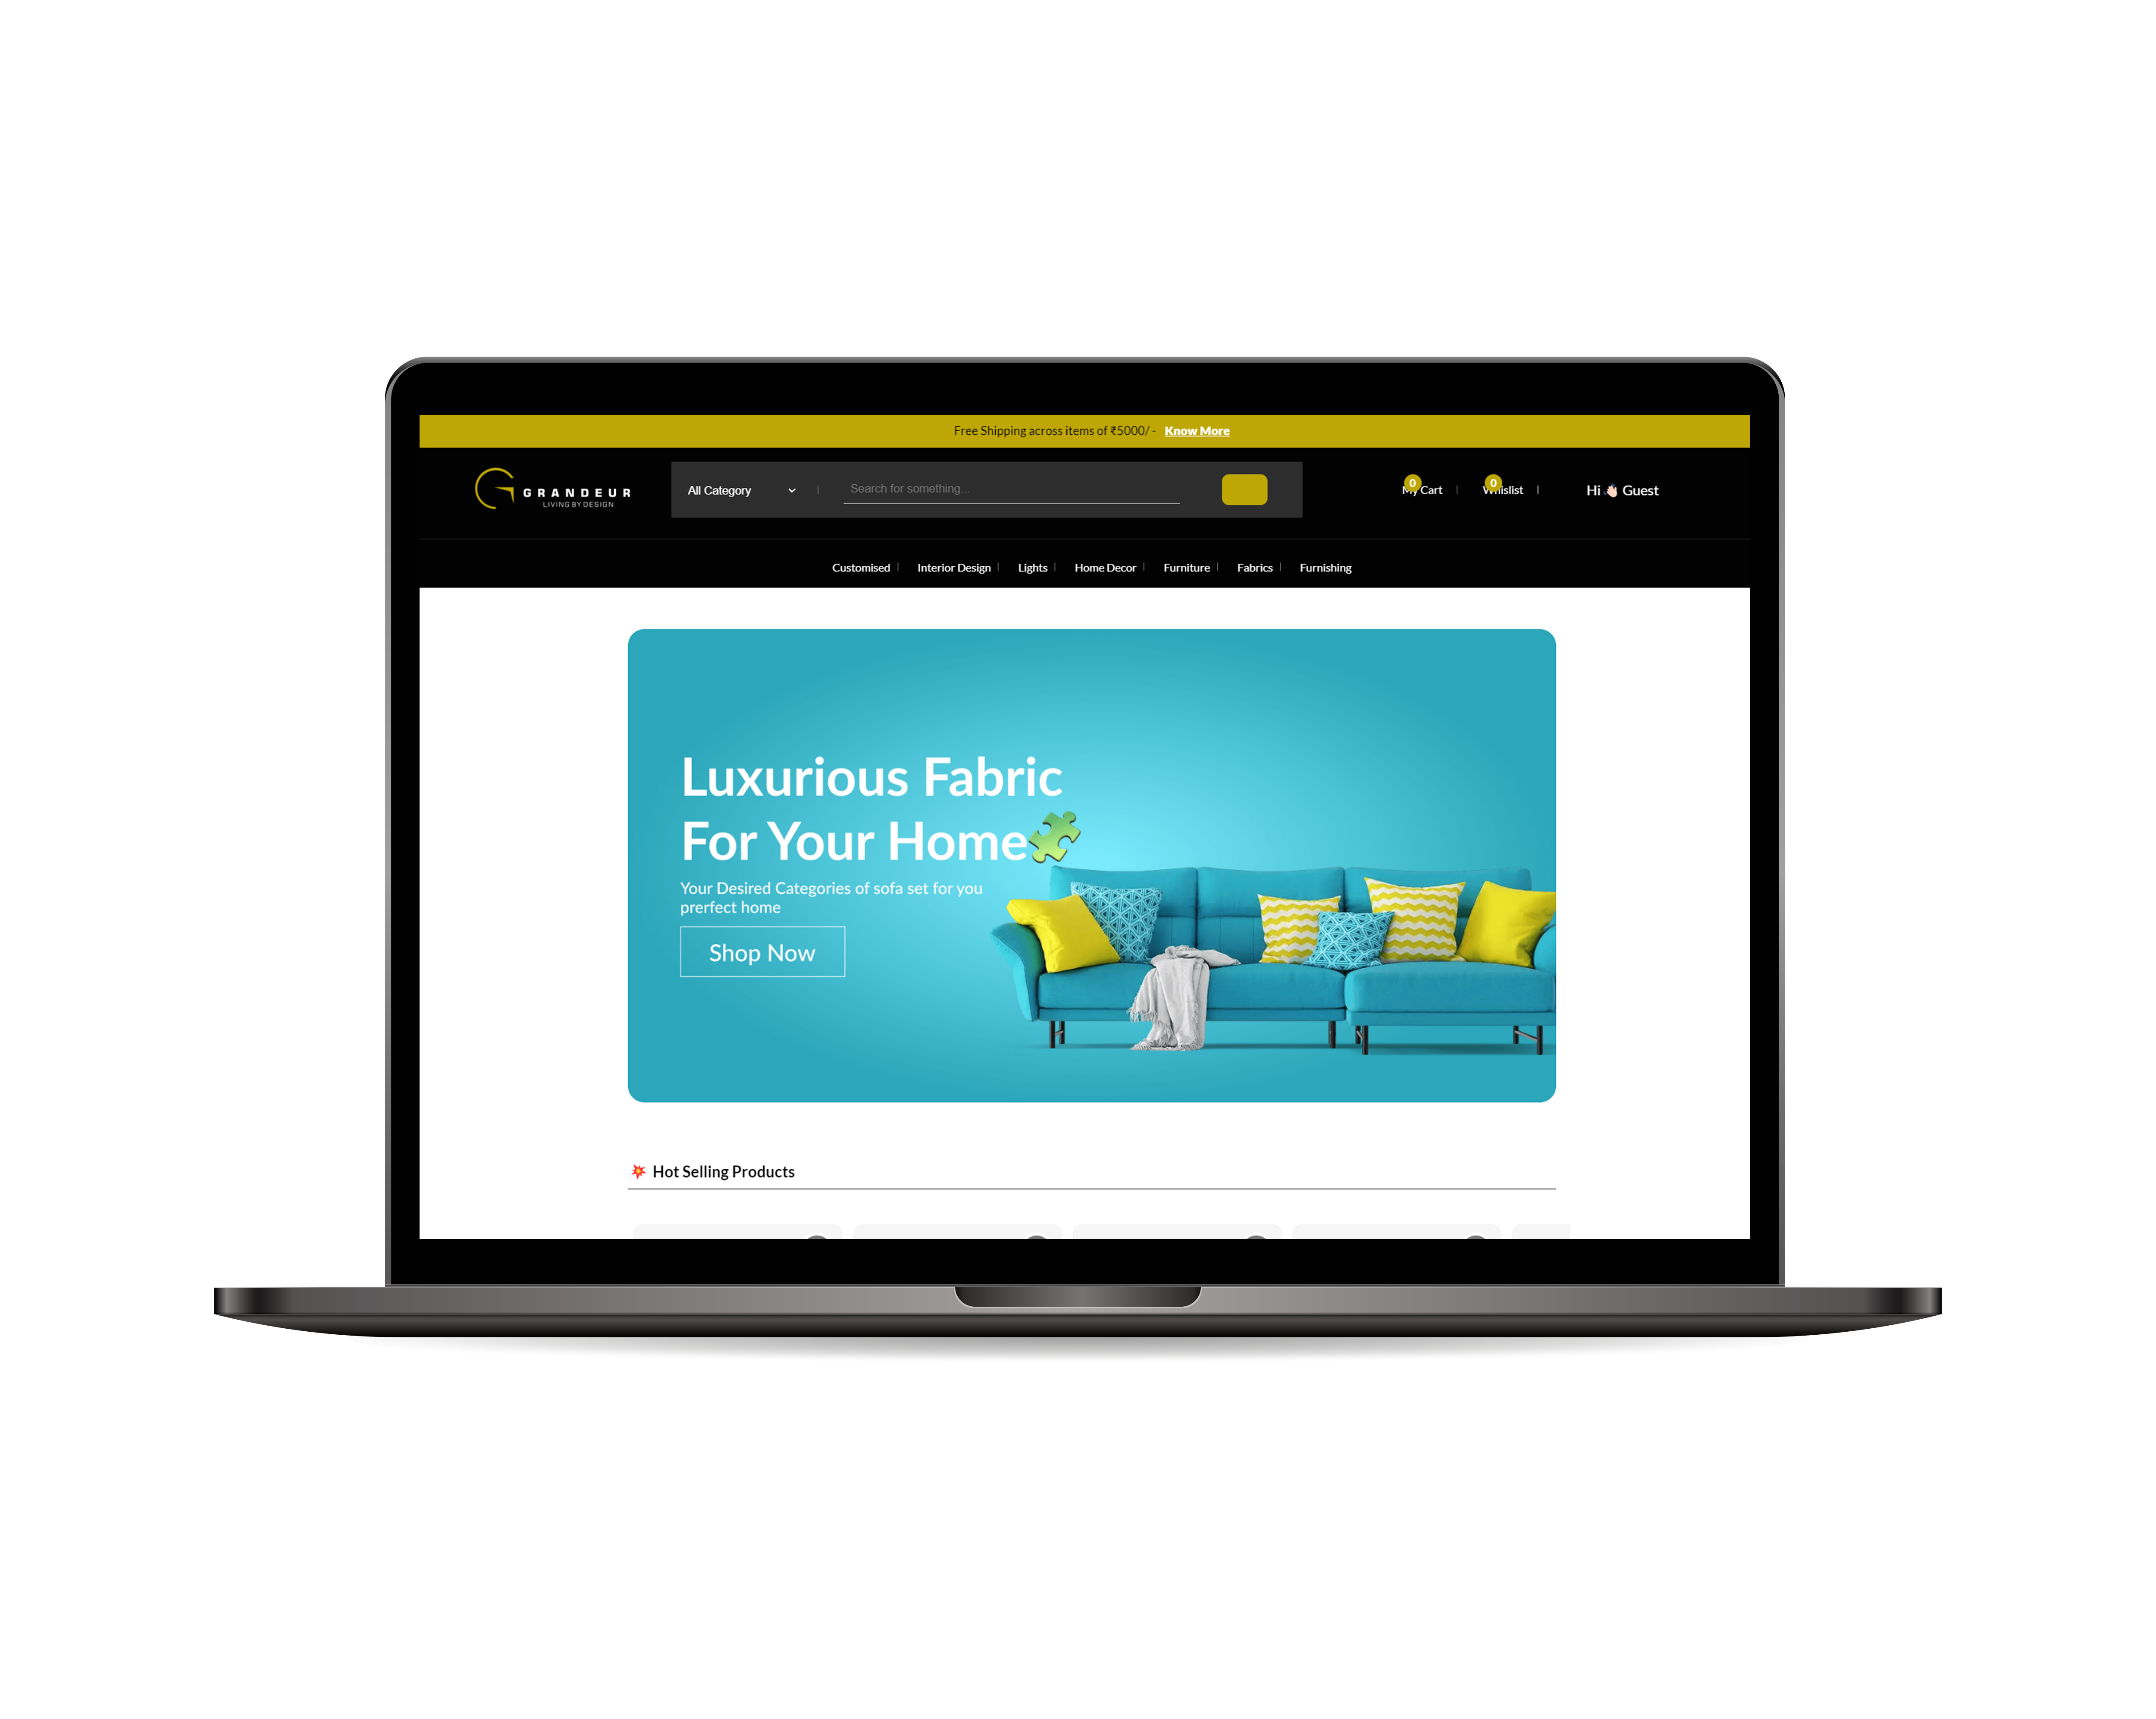 Free Shipping across items of ₹5000/ - Know More
GRANDEUR
LIVING BY DESIGN
All Category
Search for something...
0
My Cart
0
Whislist
Hi 👋🏻 Guest
Customised
Interior Design
Lights
Home Decor
Furniture
Fabrics
Furnishing
Luxurious Fabric
For Your Home🧩
Your Desired Categories of sofa set for you
prerfect home
Shop Now
💥 Hot Selling Products